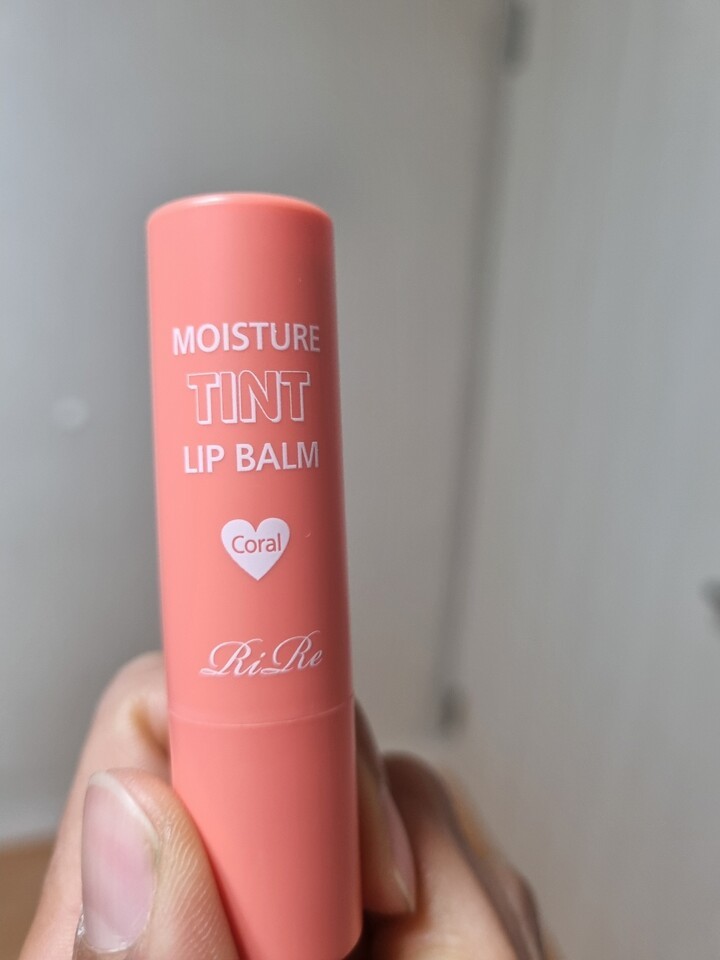 MOISTURE
TINT
LIP BALM
Coral
RiRe